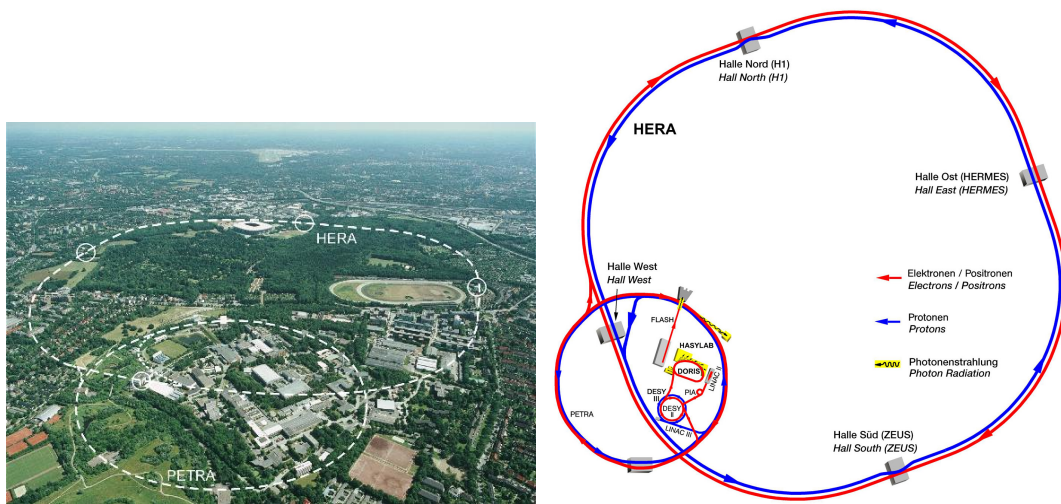 HERA
PETRA
Halle Nord (H1)
Hall North (H1)
HERA
Halle Ost (HERMES)
Hall East (HERMES)
Halle West
Hall West
Elektronen / Positronen
Electrons / Positrons
Protonen
Protons
Photonenstrahlung
Photon Radiation
FLASH
HASYLAB
DORIS
LINAC II
PIA
DESY
III
DESY
II
LINAC III
PETRA
Halle Süd (ZEUS)
Hall South (ZEUS)